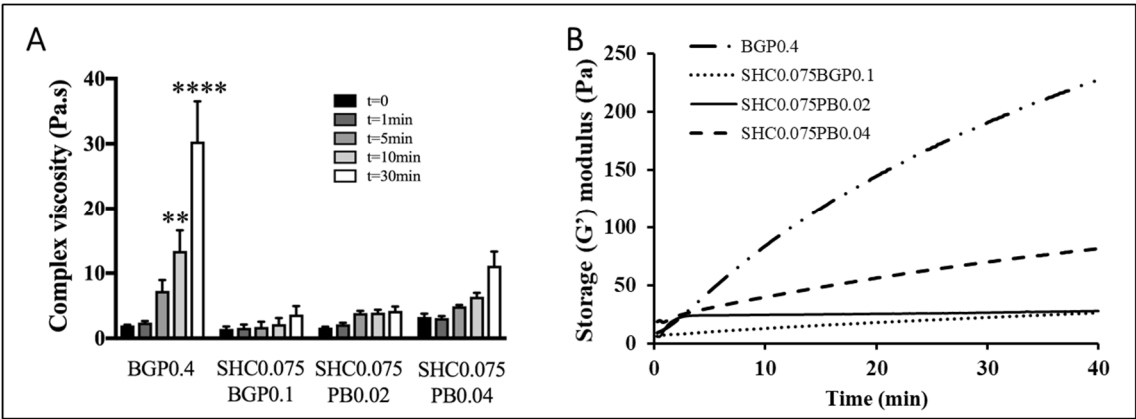 A
Complex viscosity (Pa.s)
40
30
20
10
0
****
**
t=0
t=1min
t=5min
t=10min
t=30min
BGP0.4
SHC0.075
BGP0.1
SHC0.075
PB0.02
SHC0.075
PB0.04
B
Storage (G’) modulus (Pa)
250
200
150
100
50
0
BGP0.4
SHC0.075BGP0.1
SHC0.075PB0.02
SHC0.075PB0.04
0
10
20
30
40
Time (min)